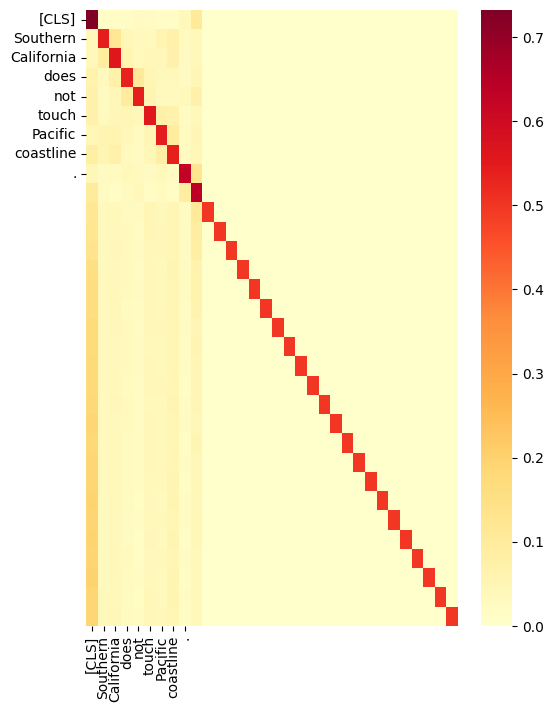 [CLS]
Southern
California
does
not
touch
Pacific
coastline
.
0.7
0.6
0.5
0.4
0.3
0.2
0.1
0.0
[CLS]
Southern
California
does
not
touch
Pacific
coastline
.